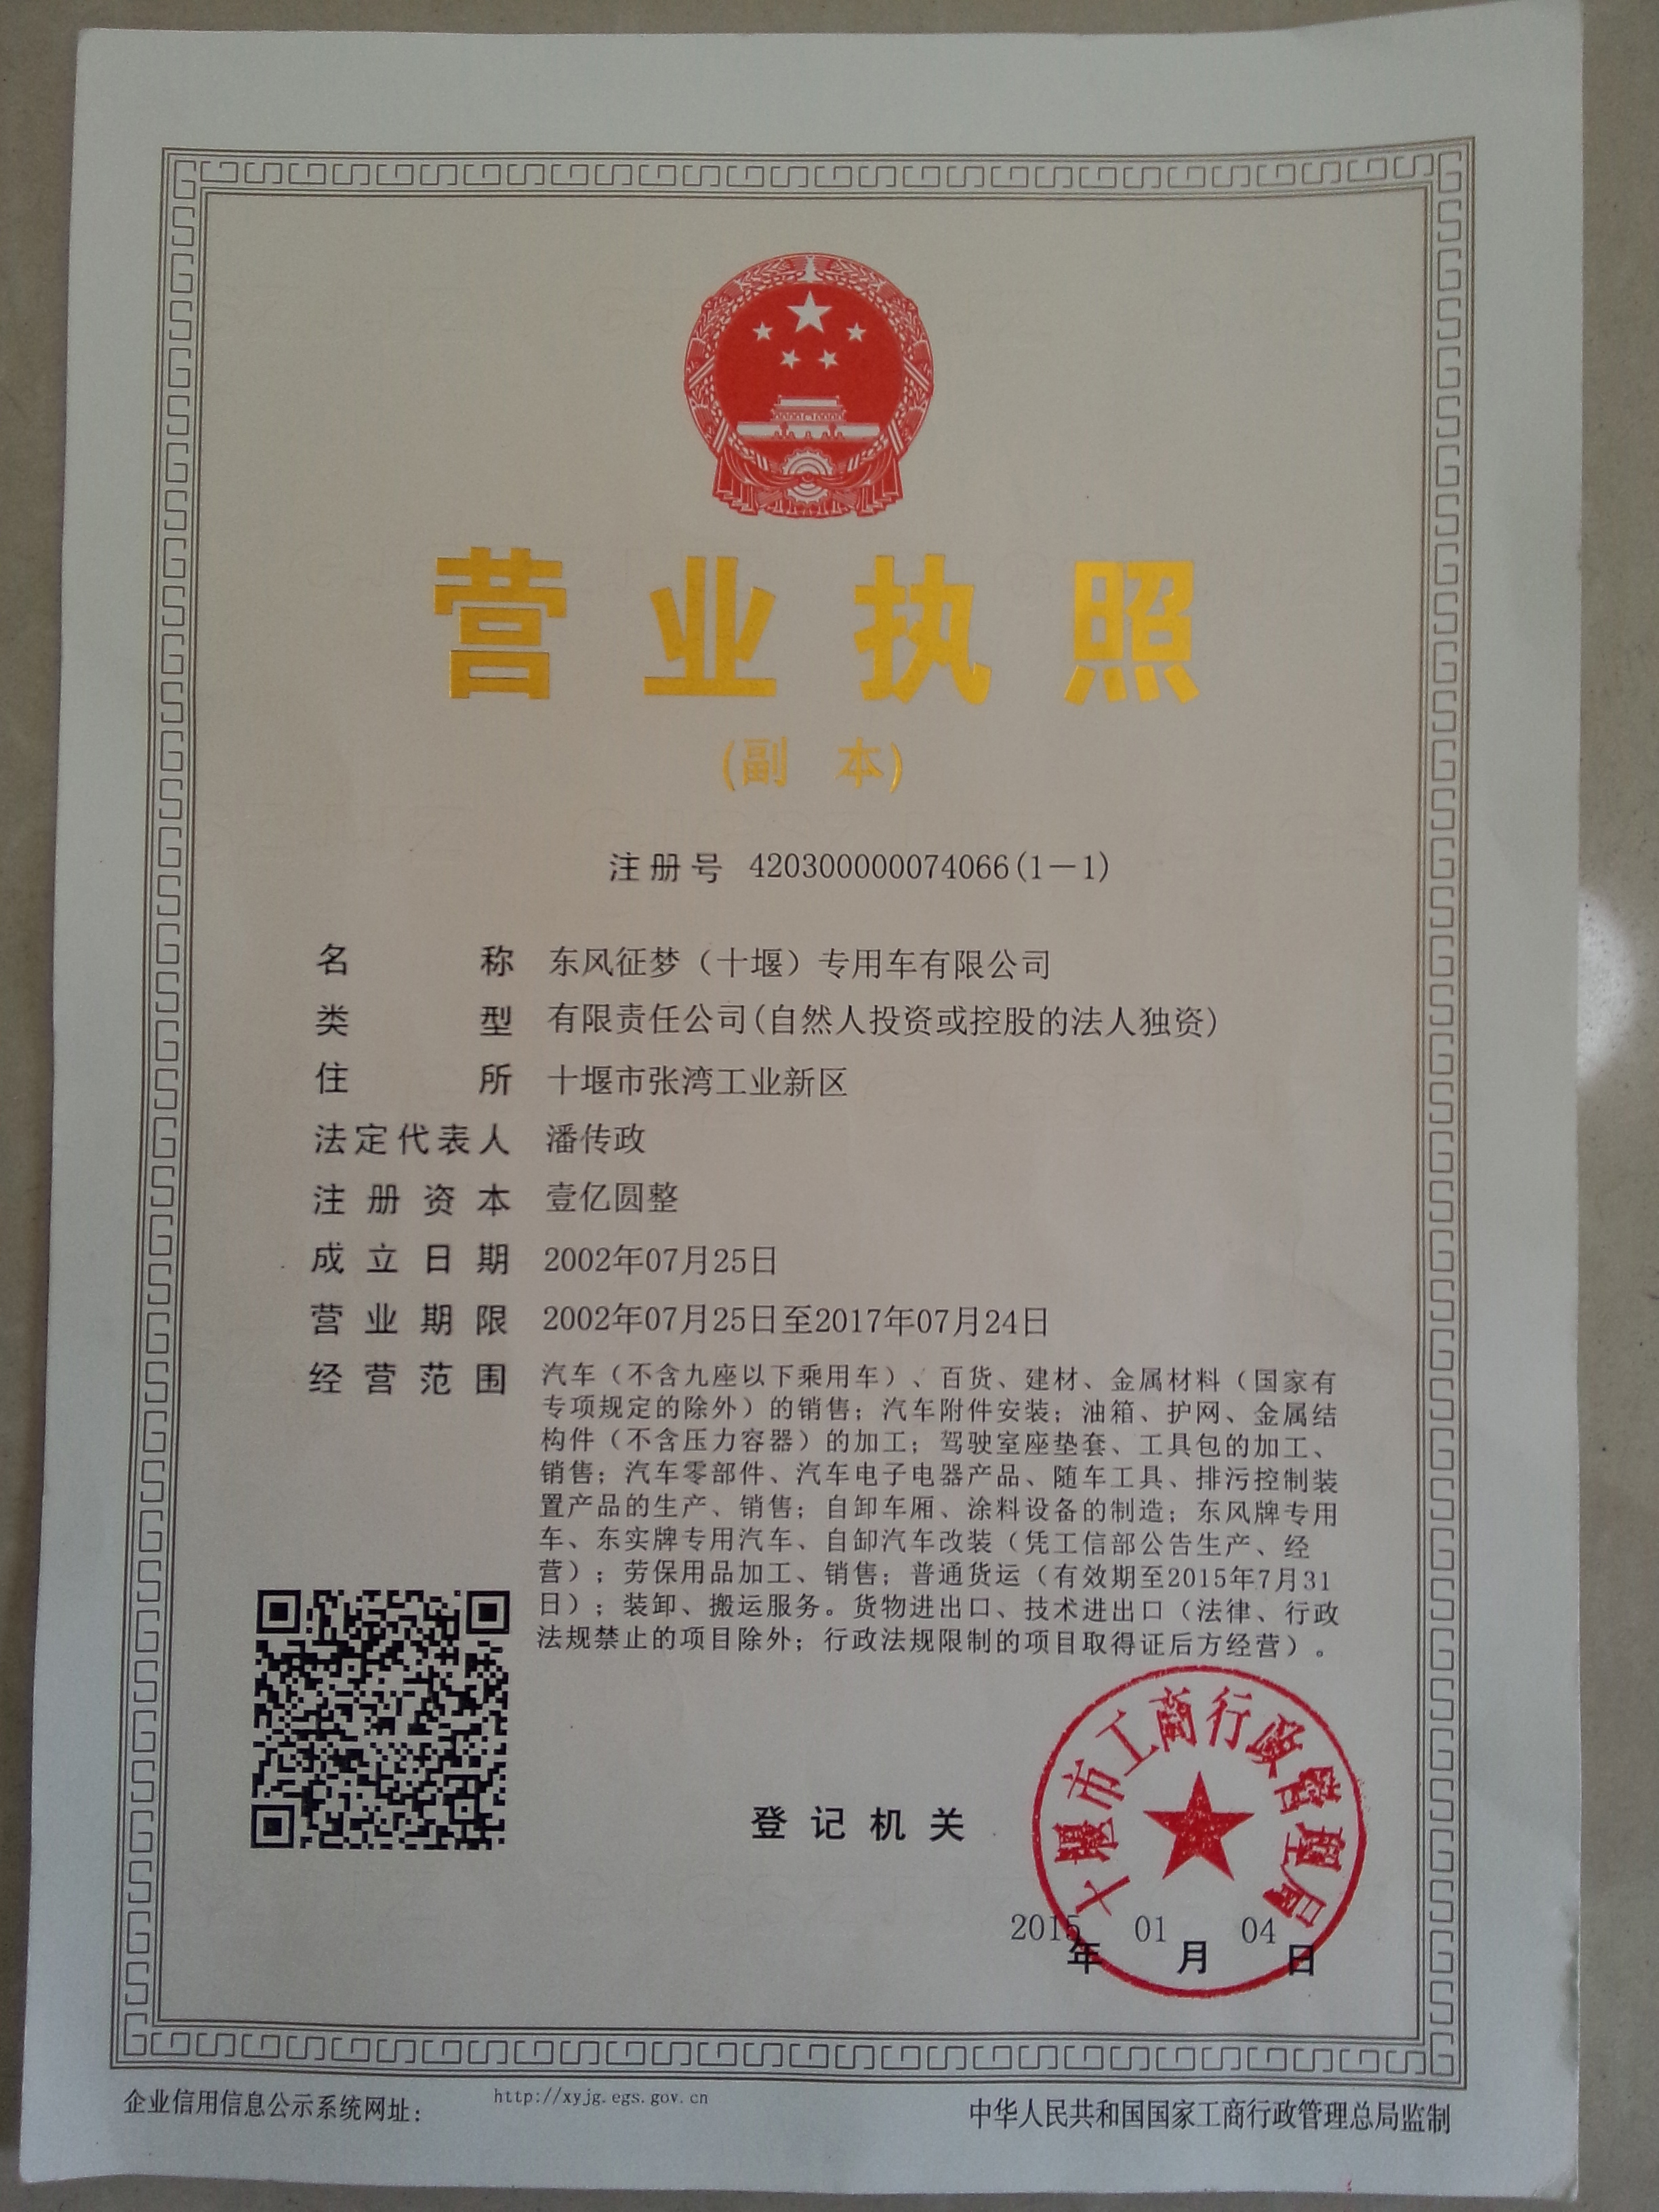 营业执照
(副 本)
注册号 420300000074066(1-1)
名 称 东风征梦（十堰）专用车有限公司
类 型 有限责任公司(自然人投资或控股的法人独资)
住 所 十堰市张湾工业新区
法定代表人 潘传政
注册资本 壹亿圆整
成立日期 2002年07月25日
营业期限 2002年07月25日至2017年07月24日
经营范围 汽车（不含九座以下乘用车）、百货、建材、金属材料（国家有
专项规定的除外）的销售；汽车附件安装；油箱、护网、金属结
构件（不含压力容器）的加工；驾驶室座垫套、工具包的加工、
销售；汽车零部件、汽车电子电器产品、随车工具、排污控制装
置产品的生产、销售；自卸车厢、涂料设备的制造；东风牌专用
车、东实牌专用汽车、自卸汽车改装（凭工信部公告生产、经
营）；劳保用品加工、销售；普通货运（有效期至2015年7月31
日）；装卸、搬运服务。货物进出口、技术进出口（法律、行政
法规禁止的项目除外；行政法规限制的项目取得证后方经营）。
登记机关
十堰市工商行政管理局
2015年01月04日
企业信用信息公示系统网址： http://xyjg.egs.gov.cn
中华人民共和国国家工商行政管理总局监制